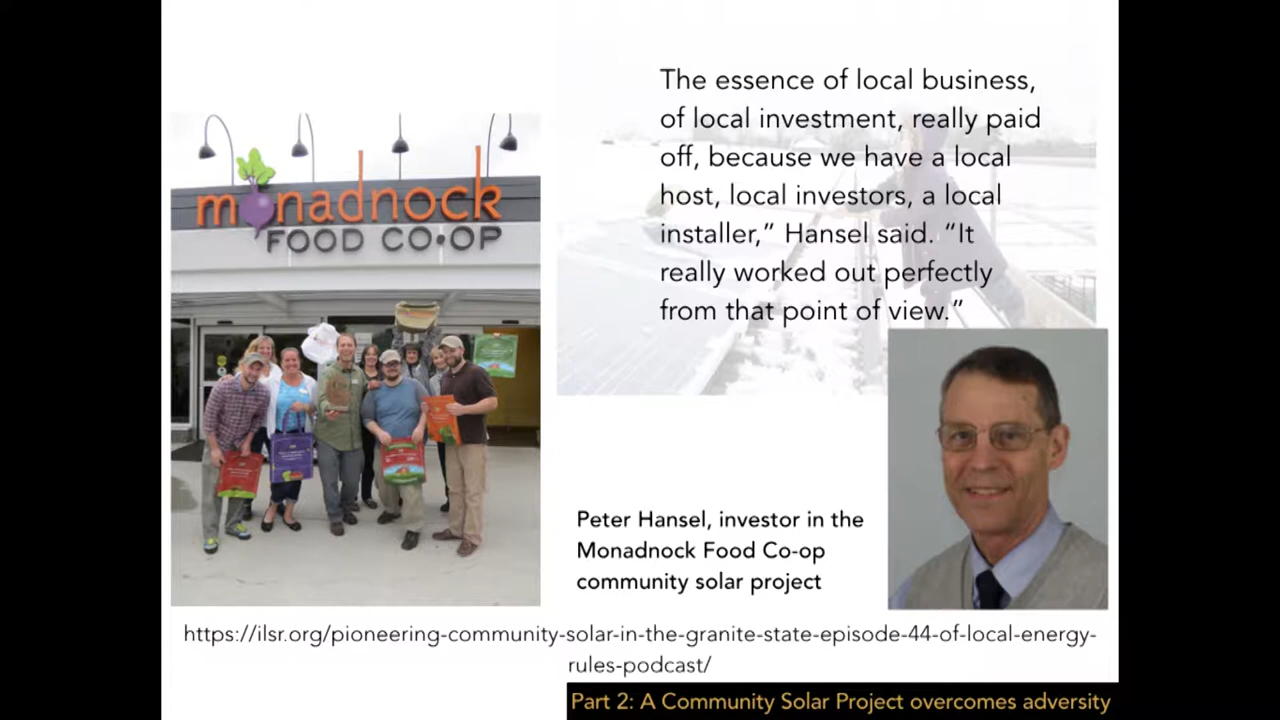 monadnock
FOOD CO•OP
The essence of local business,
of local investment, really paid
off, because we have a local
host, local investors, a local
installer,” Hansel said. “It
really worked out perfectly
from that point of view.”
Peter Hansel, investor in the
Monadnock Food Co-op
community solar project
https://ilsr.org/pioneering-community-solar-in-the-granite-state-episode-44-of-local-energy-
rules-podcast/
Part 2: A Community Solar Project overcomes adversity